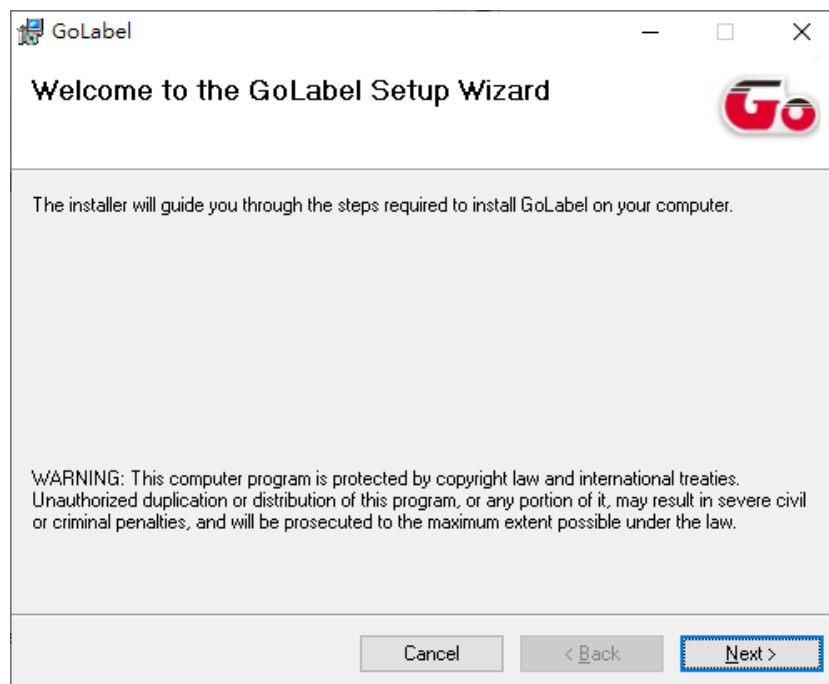 GoLabel
Welcome to the GoLabel Setup Wizard
Go
The installer will guide you through the steps required to install GoLabel on your computer.
WARNING: This computer program is protected by copyright law and international treaties.
Unauthorized duplication or distribution of this program, or any portion of it, may result in severe civil
or criminal penalties, and will be prosecuted to the maximum extent possible under the law.
Cancel
< Back
Next >